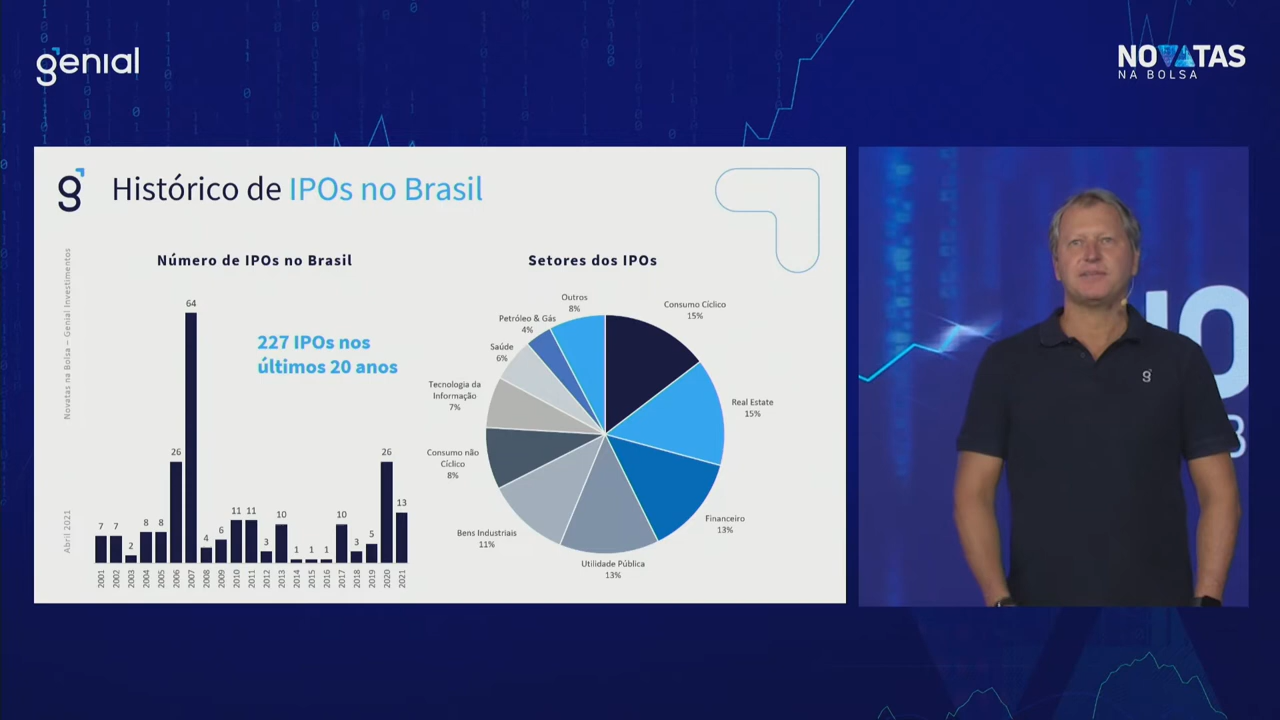 genial
NOVATAS
NA BOLSA
g
Histórico de IPOs no Brasil
Novatas na Bolsa – Genial Investimentos
Abril 2021
Número de IPOs no Brasil
227 IPOs nos
últimos 20 anos
7 7 2 8 8 26 64 4 6 11 11 3 10 1 1 1 10 3 5 26 13
2001 2002 2003 2004 2005 2006 2007 2008 2009 2010 2011 2012 2013 2014 2015 2016 2017 2018 2019 2020 2021
Setores dos IPOs
Consumo Cíclico
15%
Real Estate
15%
Financeiro
13%
Utilidade Pública
13%
Bens Industriais
11%
Consumo não
Cíclico
8%
Tecnologia da
Informação
7%
Saúde
6%
Petróleo & Gás
4%
Outros
8%
g